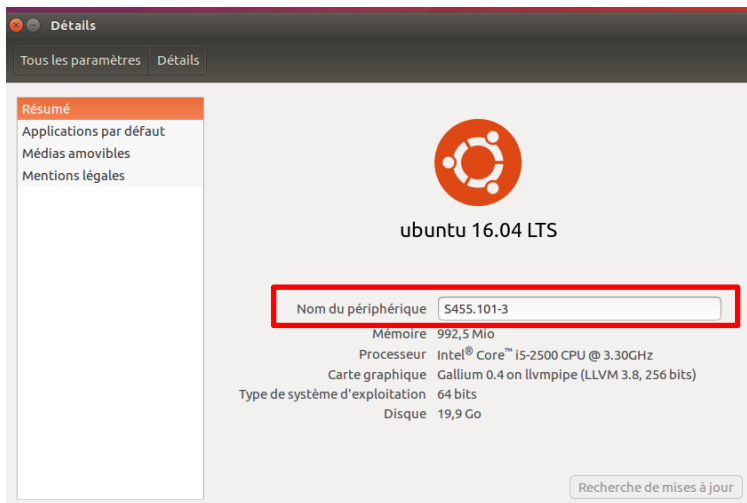 Détails
Tous les paramètres Détails
Résumé
Applications par défaut
Médias amovibles
Mentions légales
ubuntu 16.04 LTS
Nom du périphérique S455.101-3
Mémoire 992,5 Mio
Processeur Intel® Core™ i5-2500 CPU @ 3.30GHz
Carte graphique Gallium 0.4 on llvmpipe (LLVM 3.8, 256 bits)
Type de système d'exploitation 64 bits
Disque 19,9 Go
Recherche de mises à jour